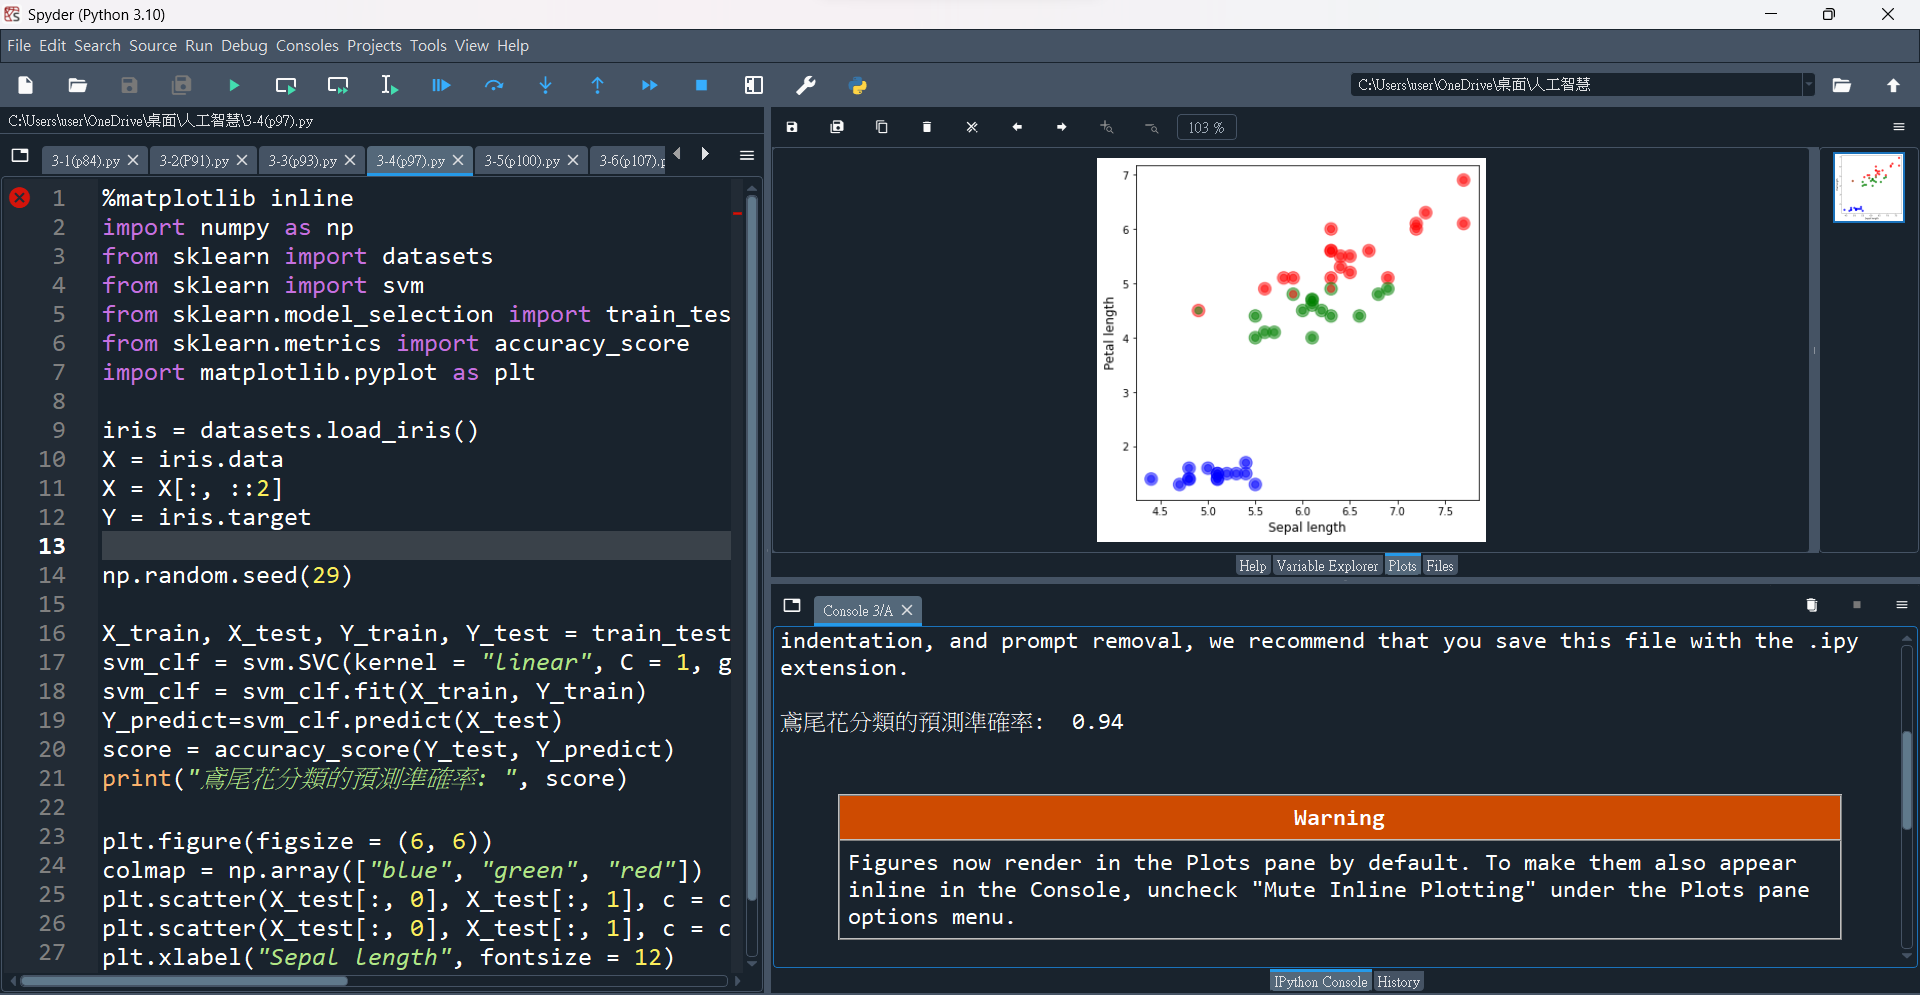 Spyder (Python 3.10)
File Edit Search Source Run Debug Consoles Projects Tools View Help
C:\Users\user\OneDrive\桌面\人工智慧
C:\Users\user\OneDrive\桌面\人工智慧\3-4(p97).py
3-1(p84).py 3-2(P91).py 3-3(p93).py 3-4(p97).py 3-5(p100).py 3-6(p107).p
1 %matplotlib inline
2 import numpy as np
3 from sklearn import datasets
4 from sklearn import svm
5 from sklearn.model_selection import train_tes
6 from sklearn.metrics import accuracy_score
7 import matplotlib.pyplot as plt
8
9 iris = datasets.load_iris()
10 X = iris.data
11 X = X[:, ::2]
12 Y = iris.target
13
14 np.random.seed(29)
15
16 X_train, X_test, Y_train, Y_test = train_test
17 svm_clf = svm.SVC(kernel = "linear", C = 1, g
18 svm_clf = svm_clf.fit(X_train, Y_train)
19 Y_predict=svm_clf.predict(X_test)
20 score = accuracy_score(Y_test, Y_predict)
21 print("鳶尾花分類的預測準確率: ", score)
22
23 plt.figure(figsize = (6, 6))
24 colmap = np.array(["blue", "green", "red"])
25 plt.scatter(X_test[:, 0], X_test[:, 1], c = c
26 plt.scatter(X_test[:, 0], X_test[:, 1], c = c
27 plt.xlabel("Sepal length", fontsize = 12)
103 %
7
6
5
4
3
2
Petal length
4.5 5.0 5.5 6.0 6.5 7.0 7.5
Sepal length
Help Variable Explorer Plots Files
Console 3/A
indentation, and prompt removal, we recommend that you save this file with the .ipy
extension.
鳶尾花分類的預測準確率: 0.94
Warning
Figures now render in the Plots pane by default. To make them also appear
inline in the Console, uncheck "Mute Inline Plotting" under the Plots pane
options menu.
IPython Console History